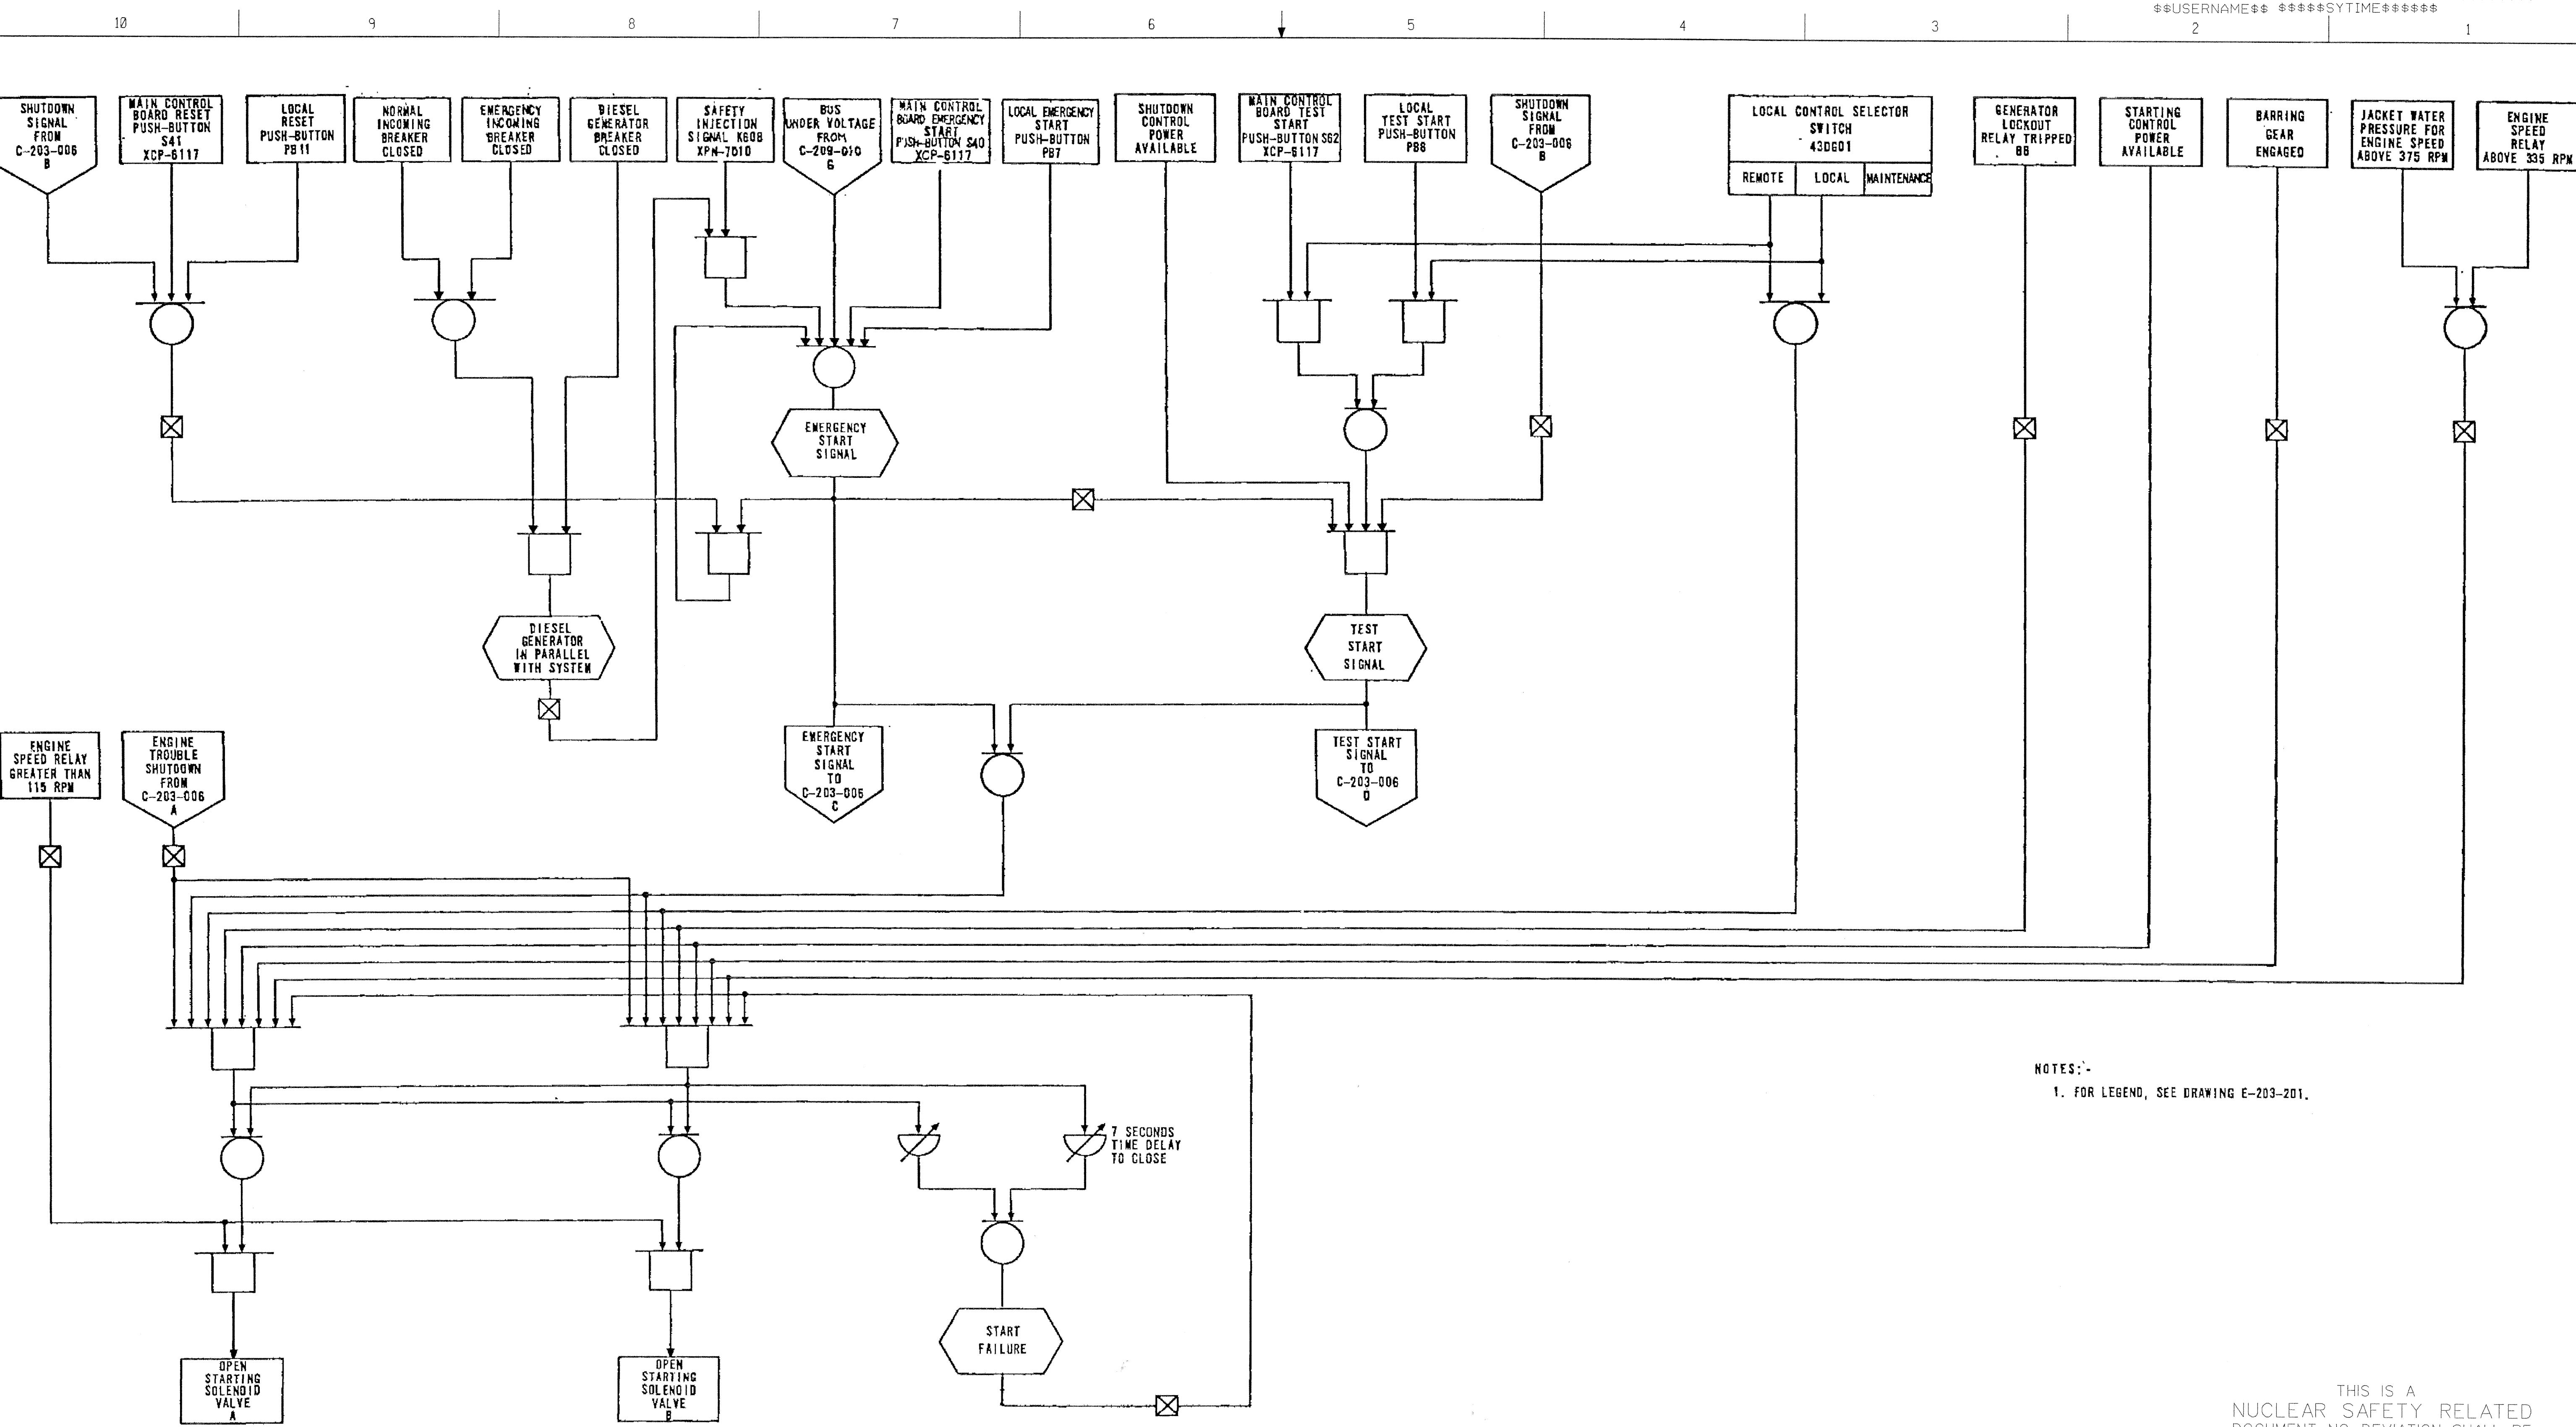 $$USERNAME$$ $$$$$SYTIME$$$$$$
10 9 8 7 6 5 4 3 2 1
SHUTDOWN
SIGNAL
FROM
C-203-006
B
MAIN CONTROL
BOARD RESET
PUSH-BUTTON
S41
XCP-6117
LOCAL
RESET
PUSH-BUTTON
PB11
NORMAL
INCOMING
BREAKER
CLOSED
EMERGENCY
INCOMING
BREAKER
CLOSED
DIESEL
GENERATOR
BREAKER
CLOSED
SAFETY
INJECTION
SIGNAL K608
XPN-7010
BUS
UNDER VOLTAGE
FROM
C-209-010
G
MAIN CONTROL
BOARD EMERGENCY
START
PUSH-BUTTON S40
XCP-6117
LOCAL EMERGENCY
START
PUSH-BUTTON
PB7
SHUTDOWN
CONTROL
POWER
AVAILABLE
MAIN CONTROL
BOARD TEST
START
PUSH-BUTTON S62
XCP-6117
LOCAL
TEST START
PUSH-BUTTON
PB6
SHUTDOWN
SIGNAL
FROM
C-203-006
B
LOCAL CONTROL SELECTOR
SWITCH
43DG01
REMOTE
LOCAL
MAINTENANCE
GENERATOR
LOCKOUT
RELAY TRIPPED
86
STARTING
CONTROL
POWER
AVAILABLE
BARRING
GEAR
ENGAGED
JACKET WATER
PRESSURE FOR
ENGINE SPEED
ABOVE 375 RPM
ENGINE
SPEED
RELAY
ABOVE 335 RPM
EMERGENCY
START
SIGNAL
DIESEL
GENERATOR
IN PARALLEL
WITH SYSTEM
TEST
START
SIGNAL
ENGINE
SPEED RELAY
GREATER THAN
115 RPM
ENGINE
TROUBLE
SHUTDOWN
FROM
C-203-006
A
EMERGENCY
START
SIGNAL
TO
C-203-006
C
TEST START
SIGNAL
TO
C-203-006
D
7 SECONDS
TIME DELAY
TO CLOSE
NOTES:-
1. FOR LEGEND, SEE DRAWING E-203-201.
START
FAILURE
OPEN
STARTING
SOLENOID
VALVE
A
OPEN
STARTING
SOLENOID
VALVE
B
THIS IS A
NUCLEAR SAFETY RELATED
DOCUMENT NO DEVIATION SHALL BE